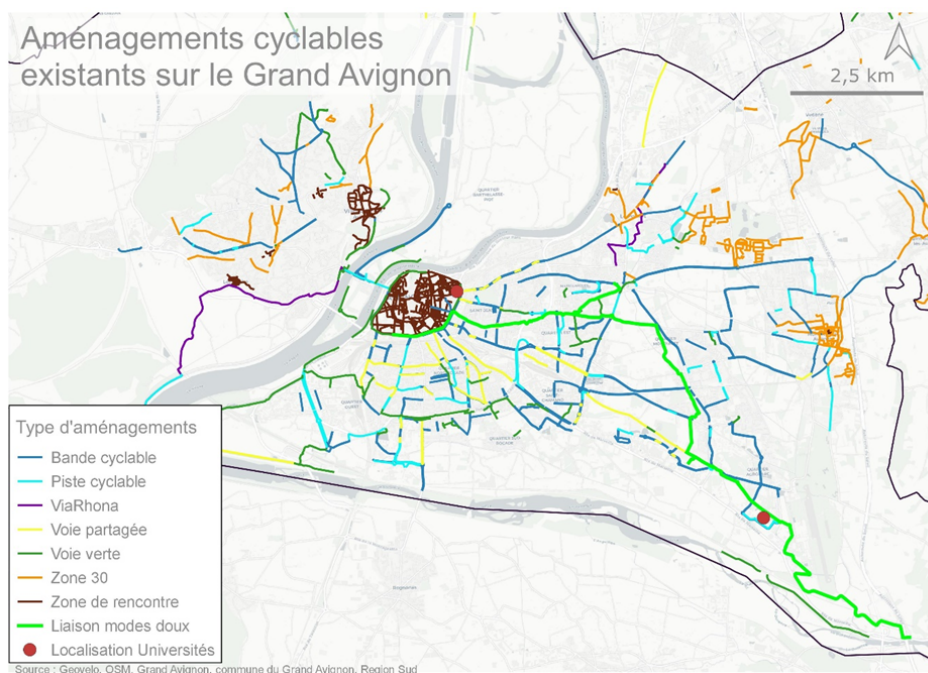 Aménagements cyclables
existants sur le Grand Avignon
2,5 km
Type d'aménagements
Bande cyclable
Piste cyclable
ViaRhona
Voie partagée
Voie verte
Zone 30
Zone de rencontre
Liaison modes doux
Localisation Universités
Source : Geovelo, OSM, Grand Avignon, commune du Grand Avignon, Region Sud